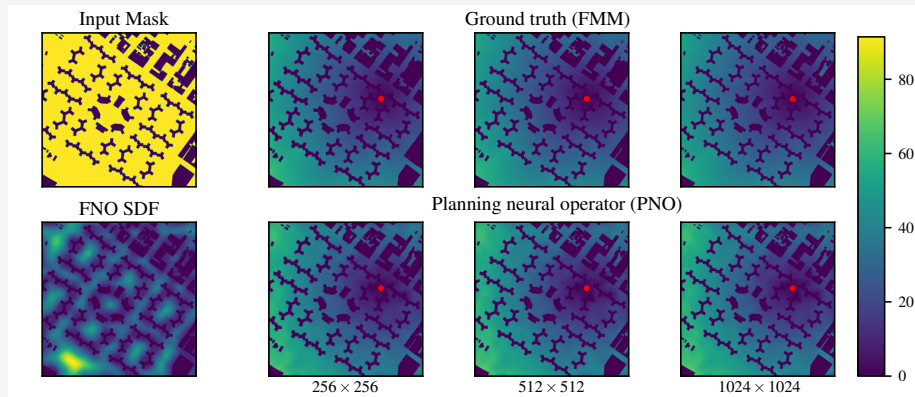 Input Mask
Ground truth (FMM)
FNO SDF
Planning neural operator (PNO)
256 × 256
512 × 512
1024 × 1024
80
60
40
20
0